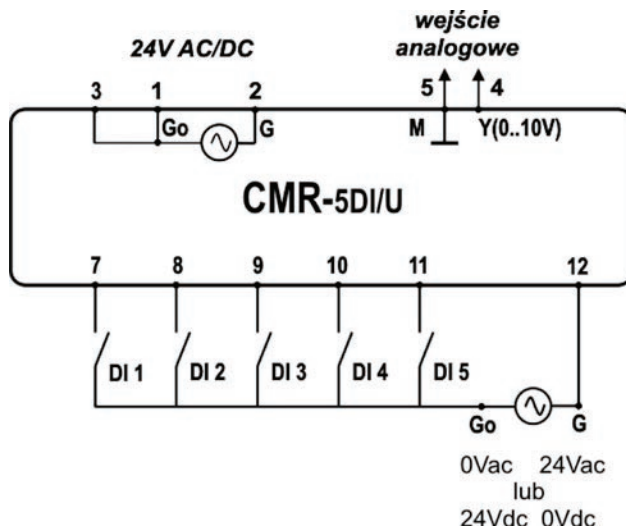 wejście
analogowe
24V AC/DC
3 1 2 5 4
Go G M Y(0..10V)
CMR-5DI/U
7 8 9 10 11 12
DI 1 DI 2 DI 3 DI 4 DI 5
Go G
0Vac 24Vac
lub
24Vdc 0Vdc